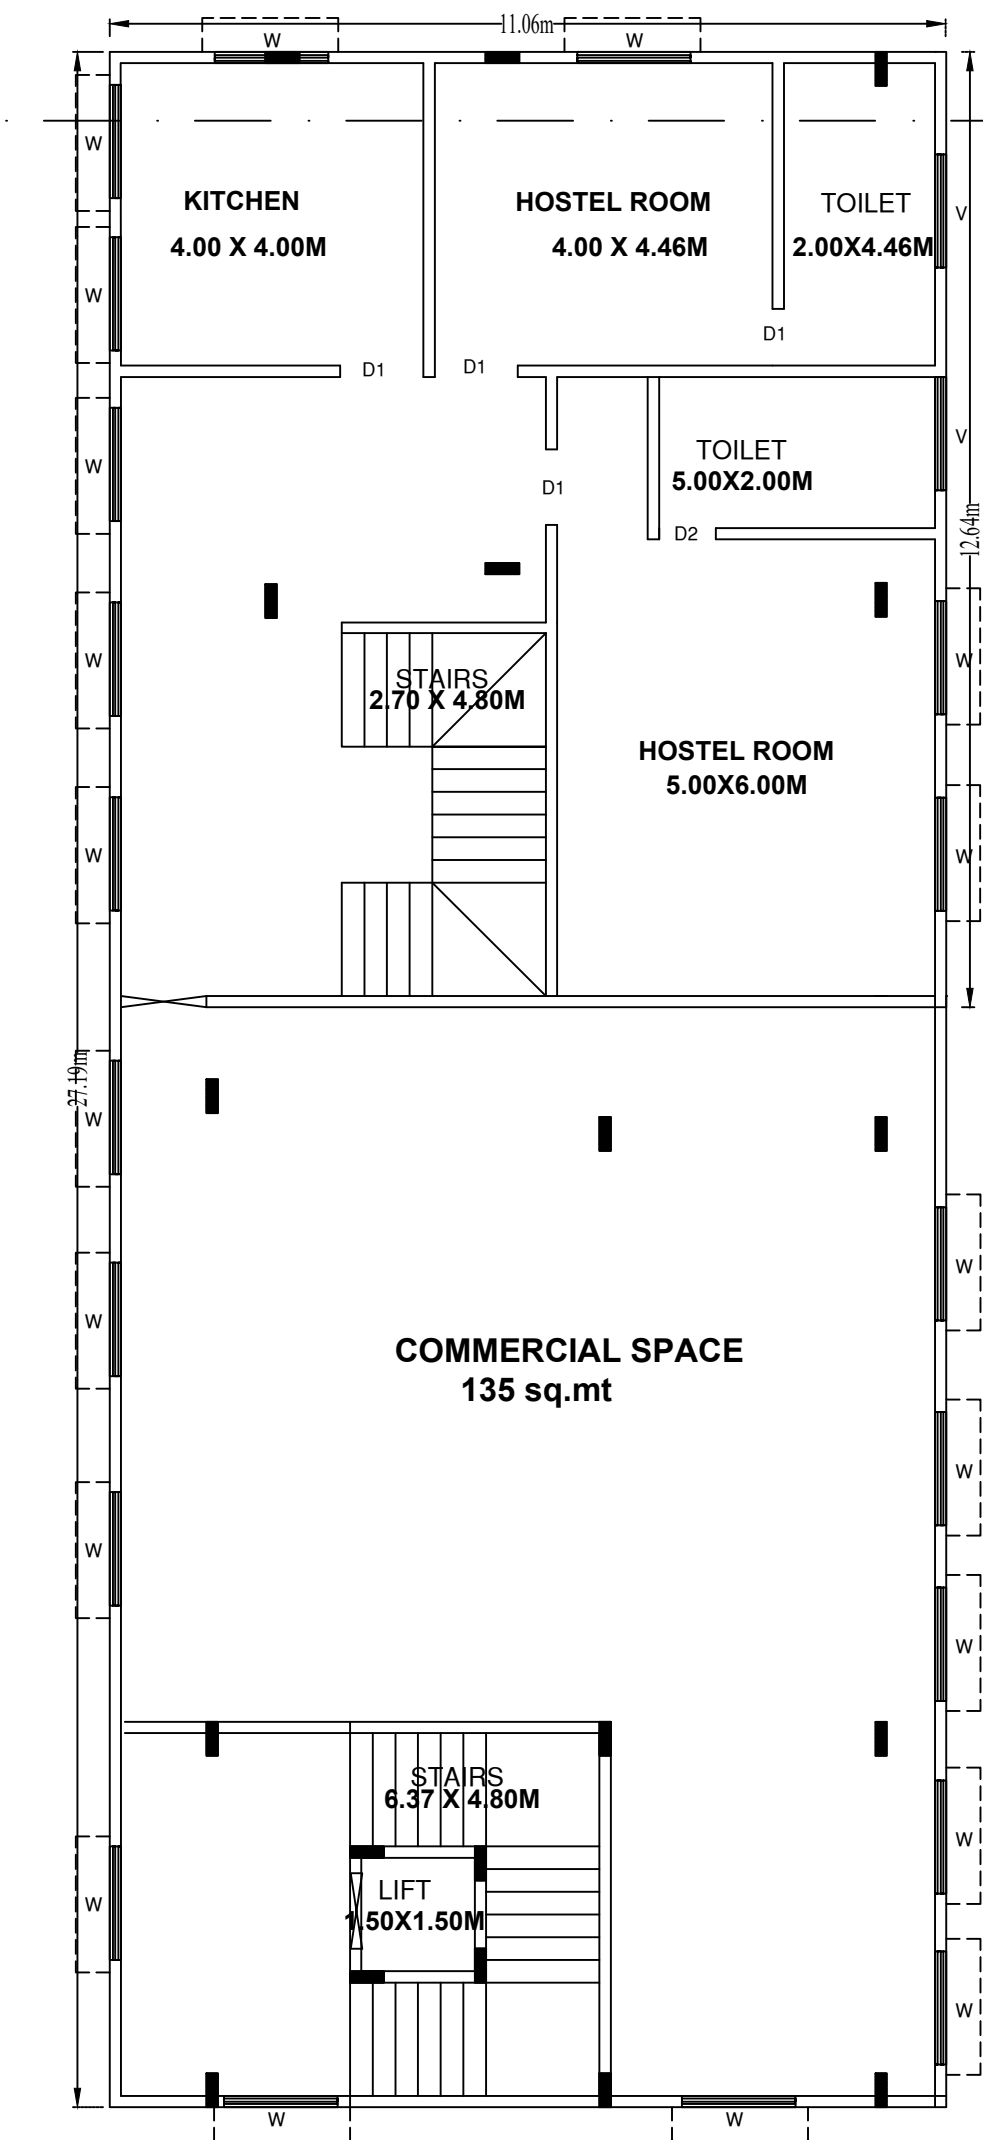 11.06m
W
W
W
KITCHEN
4.00 X 4.00M
HOSTEL ROOM
4.00 X 4.46M
TOILET
2.00X4.46M
V
W
D1
D1
D1
W
TOILET
5.00X2.00M
V
D1
D2
12.64m
W
STAIRS
2.70 X 4.80M
W
HOSTEL ROOM
5.00X6.00M
W
W
27.19m
W
W
W
COMMERCIAL SPACE
135 sq.mt
W
W
W
STAIRS
6.37 X 4.80M
W
LIFT
1.50X1.50M
W
W
W
W